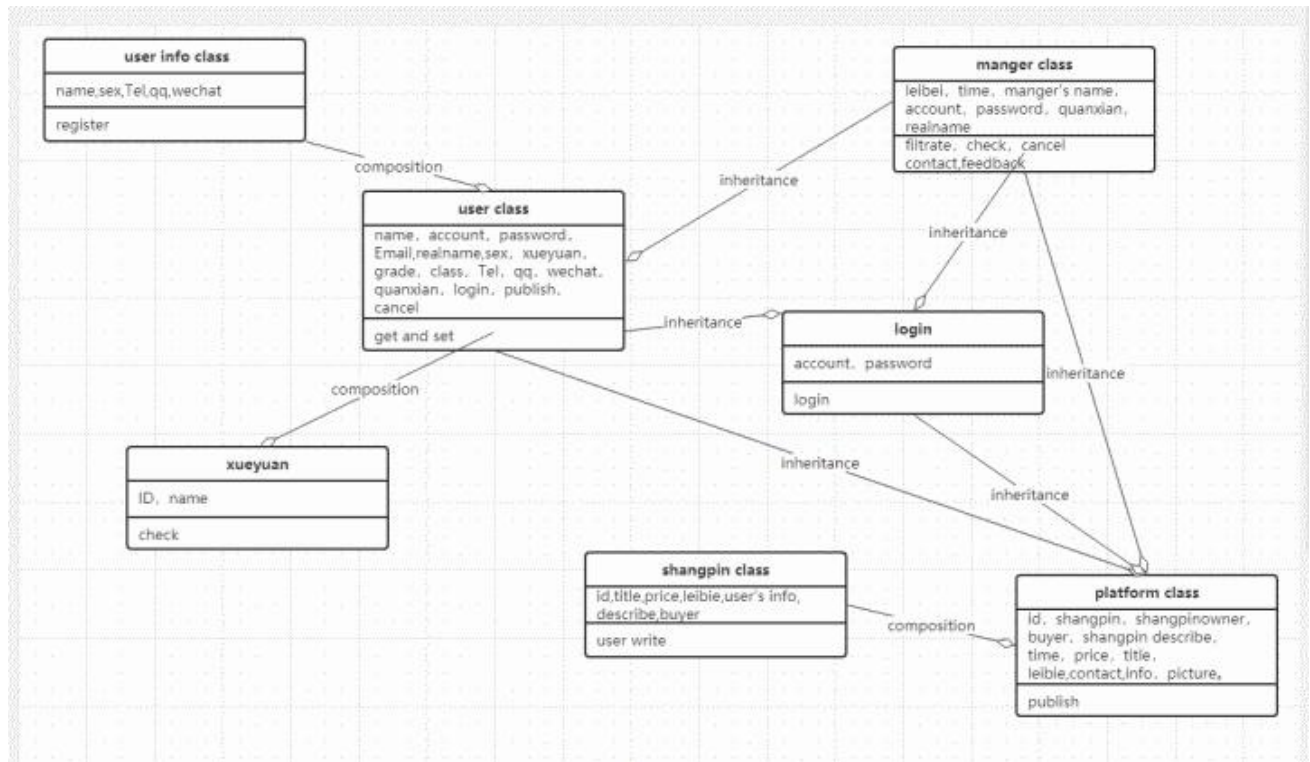 user info class
name,sex,Tel,qq,wechat
register
composition
manger class
leibei, time, manger's name,
account, password, quanxian,
realname
filtrate, check, cancel
contact,feedback
inheritance
user class
name, account, password,
Email,realname,sex, xueyuan,
grade, class, Tel, qq, wechat,
quanxian, login, publish,
cancel
get and set
inheritance
inheritance
login
account, password
login
inheritance
composition
xueyuan
ID, name
check
inheritance
inheritance
shangpin class
id,title,price,leibie,user's info,
describe,buyer
user write
composition
platform class
id, shangpin, shangpinowner,
buyer, shangpin describe,
time, price, title,
leibie,contact,info, picture。
publish